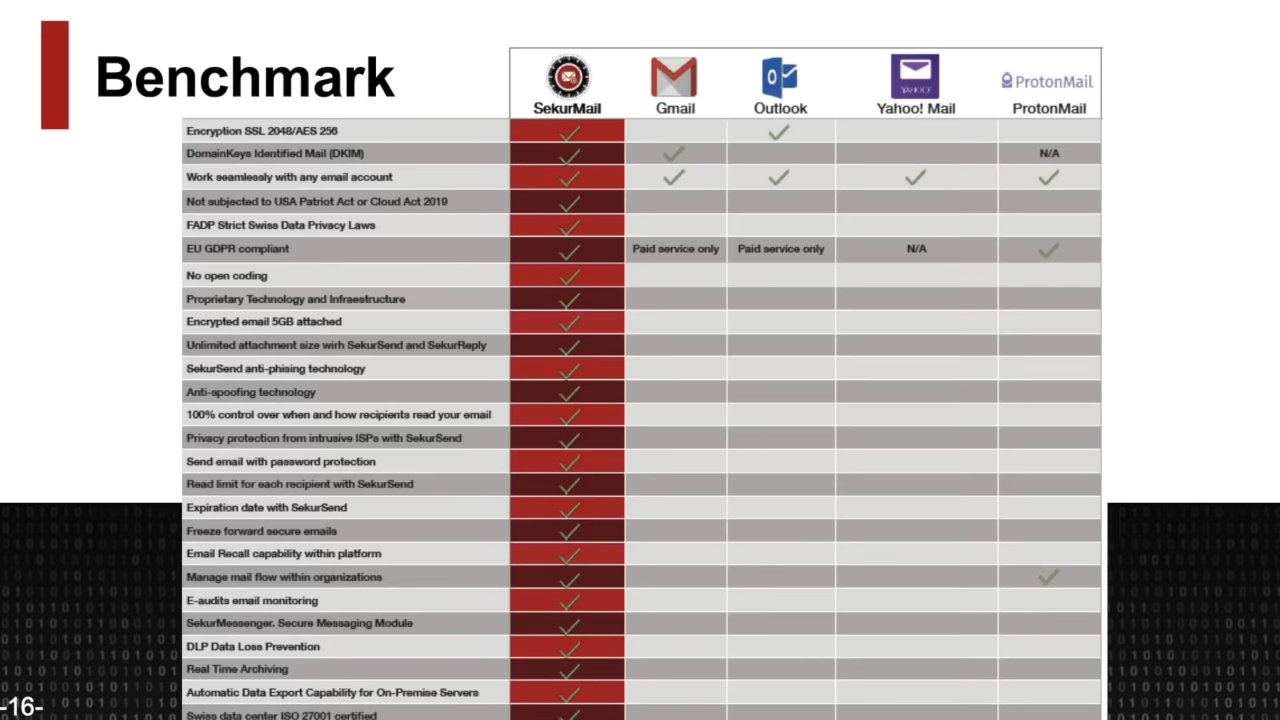 Benchmark
SekurMail Gmail Outlook Yahoo! Mail ProtonMail
YAHOO!
ProtonMail
Encryption SSL 2048/AES 256
DomainKeys Identified Mail (DKIM) N/A
Work seamlessly with any email account
Not subjected to USA Patriot Act or Cloud Act 2019
FADP Strict Swiss Data Privacy Laws
EU GDPR compliant Paid service only Paid service only N/A
No open coding
Proprietary Technology and Infraestructure
Encrypted email 5GB attached
Unlimited attachment size wirh SekurSend and SekurReply
SekurSend anti-phising technology
Anti-spoofing technology
100% control over when and how recipients read your email
Privacy protection from intrusive ISPs with SekurSend
Send email with password protection
Read limit for each recipient with SekurSend
Expiration date with SekurSend
Freeze forward secure emails
Email Recall capability within platform
Manage mail flow within organizations
E-audits email monitoring
SekurMessenger. Secure Messaging Module
DLP Data Loss Prevention
Real Time Archiving
Automatic Data Export Capability for On-Premise Servers
Swiss data center ISO 27001 certified
-16-